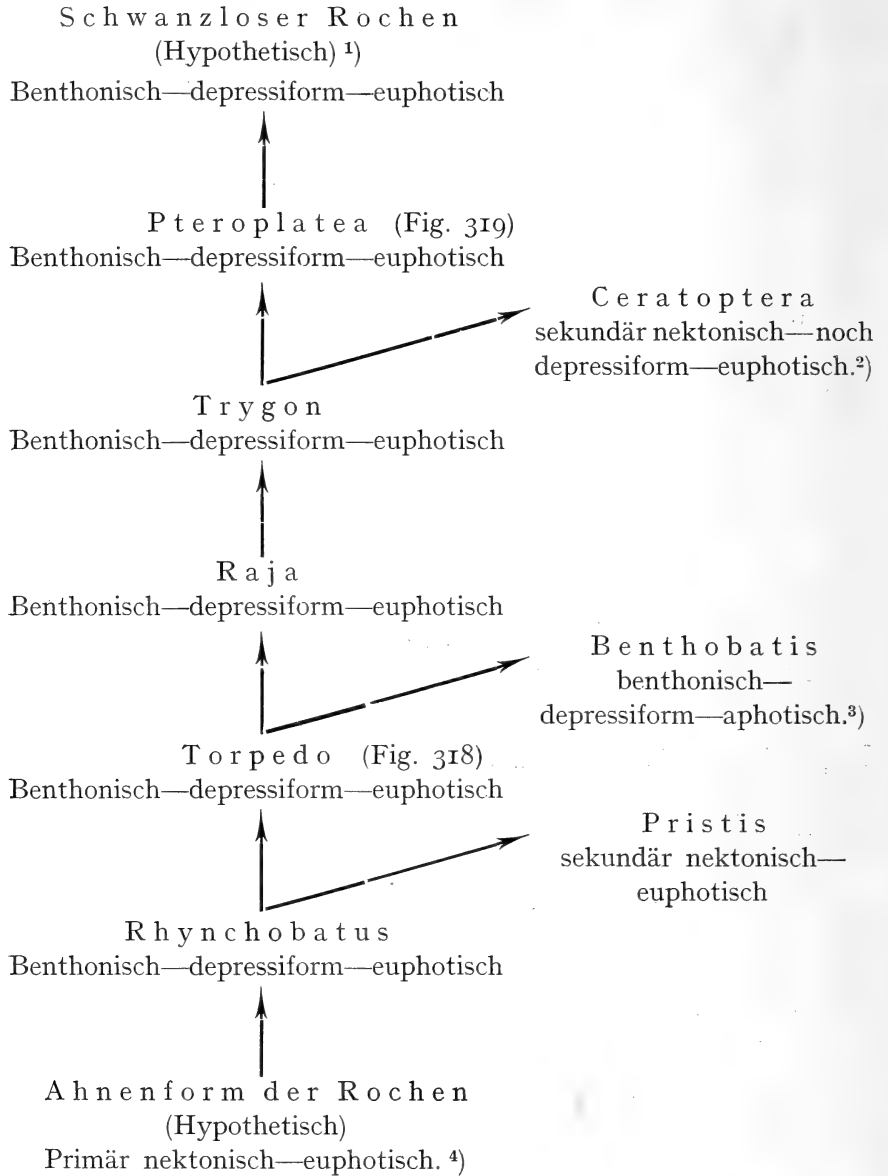 Schwanzloser Rochen
(Hypothetisch) ¹)
Benthonisch—depressiform—euphotisch
Pteroplatea (Fig. 319)
Benthonisch—depressiform—euphotisch
Ceratoptera
sekundär nektonisch—noch
depressiform—euphotisch.²)
Trygon
Benthonisch—depressiform—euphotisch
Raja
Benthonisch—depressiform—euphotisch
Benthobatis
benthonisch—
depressiform—aphotisch.³)
Torpedo (Fig. 318)
Benthonisch—depressiform—euphotisch
Pristis
sekundär nektonisch—
euphotisch
Rhynchobatus
Benthonisch—depressiform—euphotisch
Ahnenform der Rochen
(Hypothetisch)
Primär nektonisch—euphotisch. ⁴)